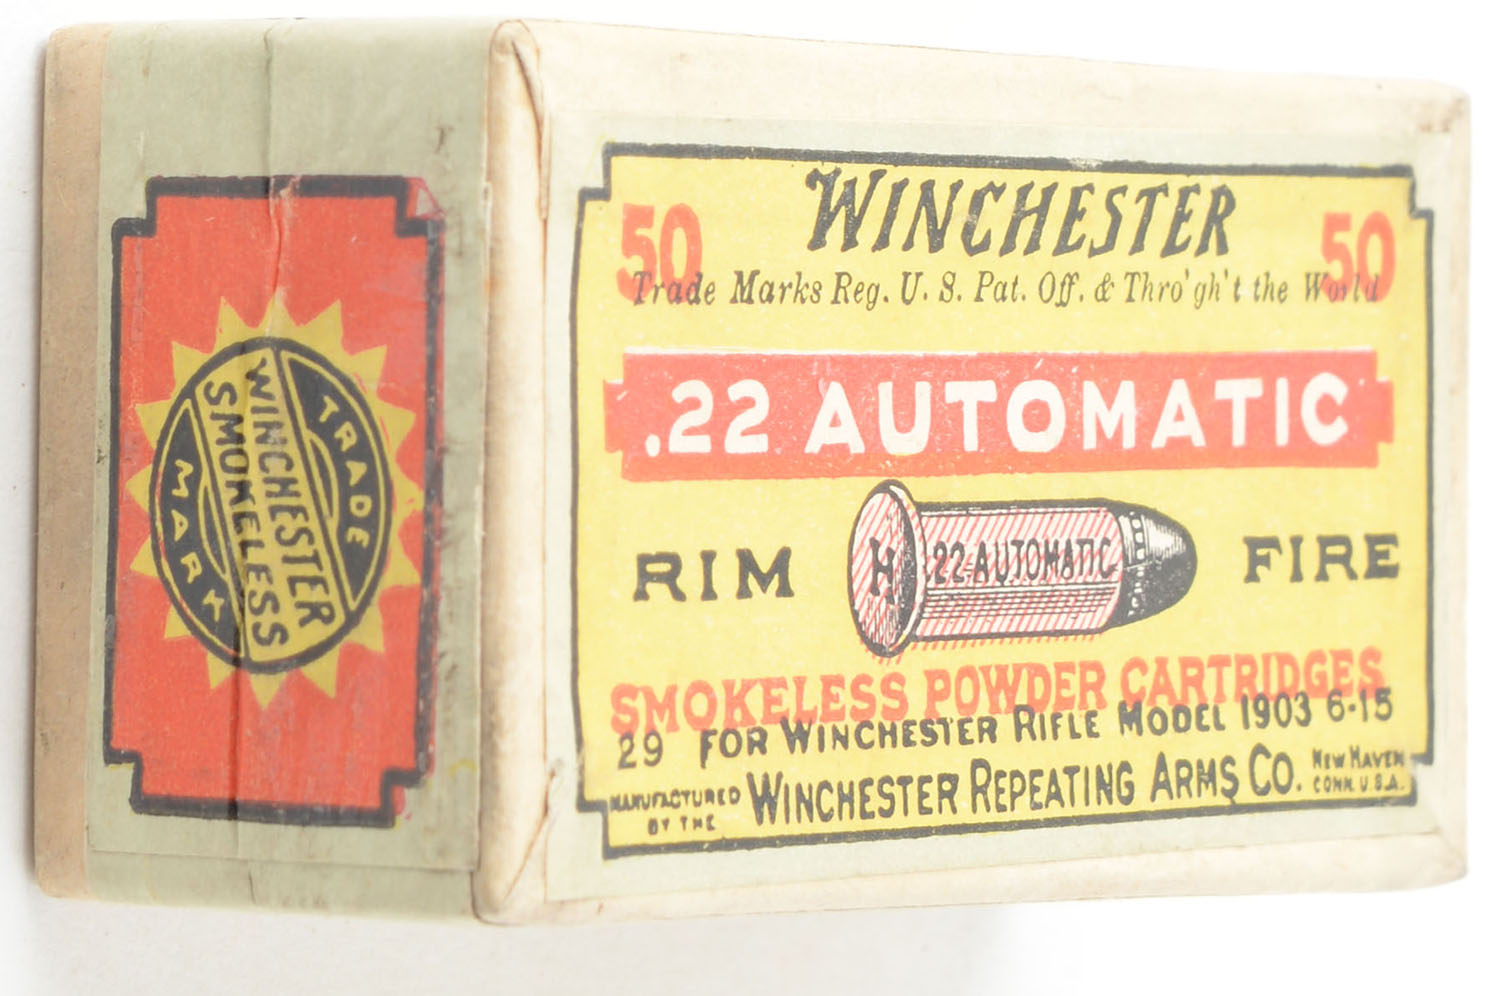 TRADE
WINCHESTER
SMOKELESS
MARK
50 WINCHESTER 50
Trade Marks Reg. U. S. Pat. Off. & Thro'gh't the World
.22 AUTOMATIC
RIM H .22 AUTOMATIC FIRE
SMOKELESS POWDER CARTRIDGES
29 FOR WINCHESTER RIFLE MODEL 1903 6-15
MANUFACTURED BY THE WINCHESTER REPEATING ARMS CO. NEW HAVEN CONN. U.S.A.